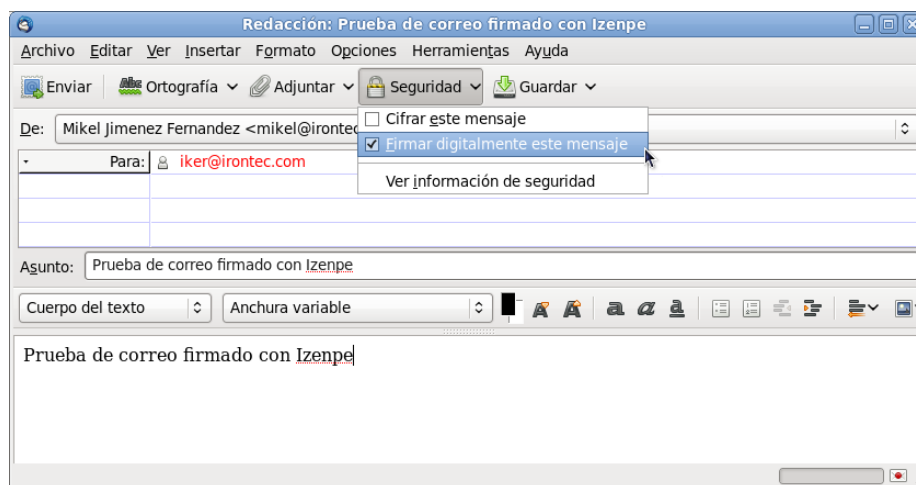 Redacción: Prueba de correo firmado con Izenpe
Archivo Editar Ver Insertar Formato Opciones Herramientas Ayuda
Enviar Abc Ortografía Adjuntar Seguridad Guardar
Cifrar este mensaje
De: Mikel Jimenez Fernandez <mikel@irontec
Firmar digitalmente este mensaje
Para: iker@irontec.com
Ver información de seguridad
Asunto: Prueba de correo firmado con Izenpe
Cuerpo del texto Anchura variable a a a
Prueba de correo firmado con Izenpe